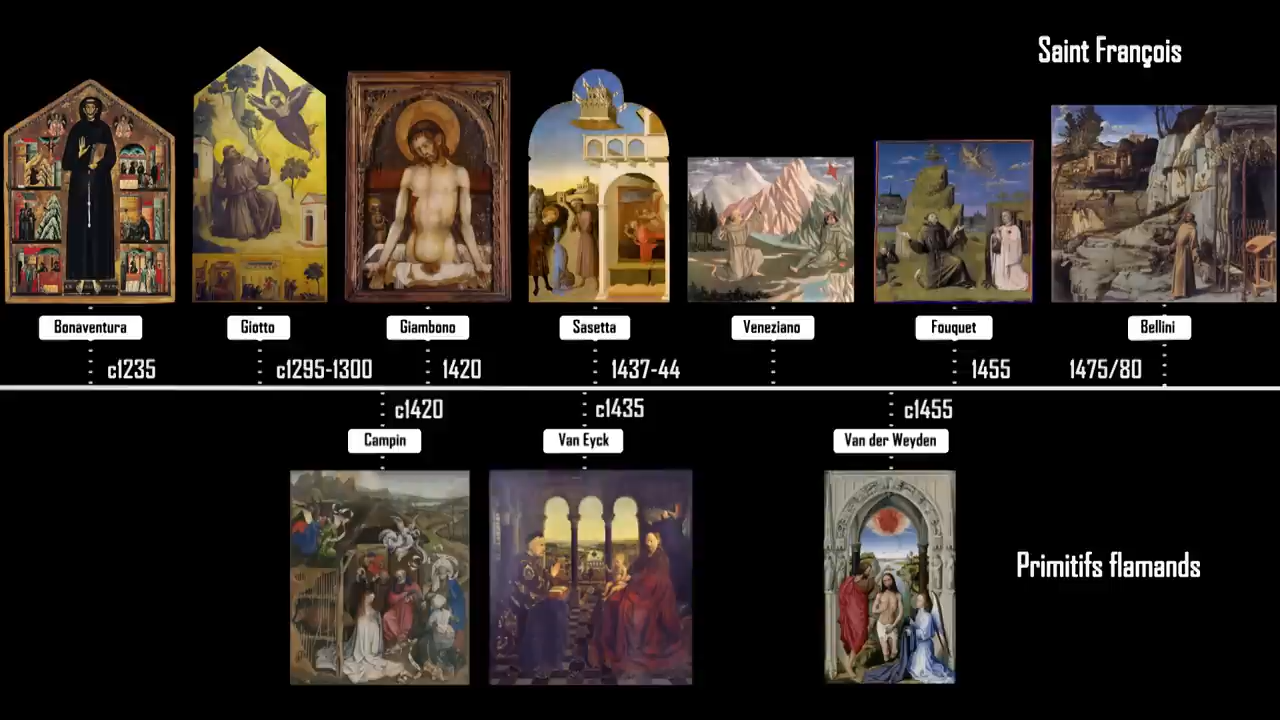 Saint François
Bonaventura
Giotto
Giambono
Sasetta
Veneziano
Fouquet
Bellini
c1235
c1295-1300
1420
1437-44
1455
1475/80
c1420
c1435
c1455
Campin
Van Eyck
Van der Weyden
Primitifs flamands